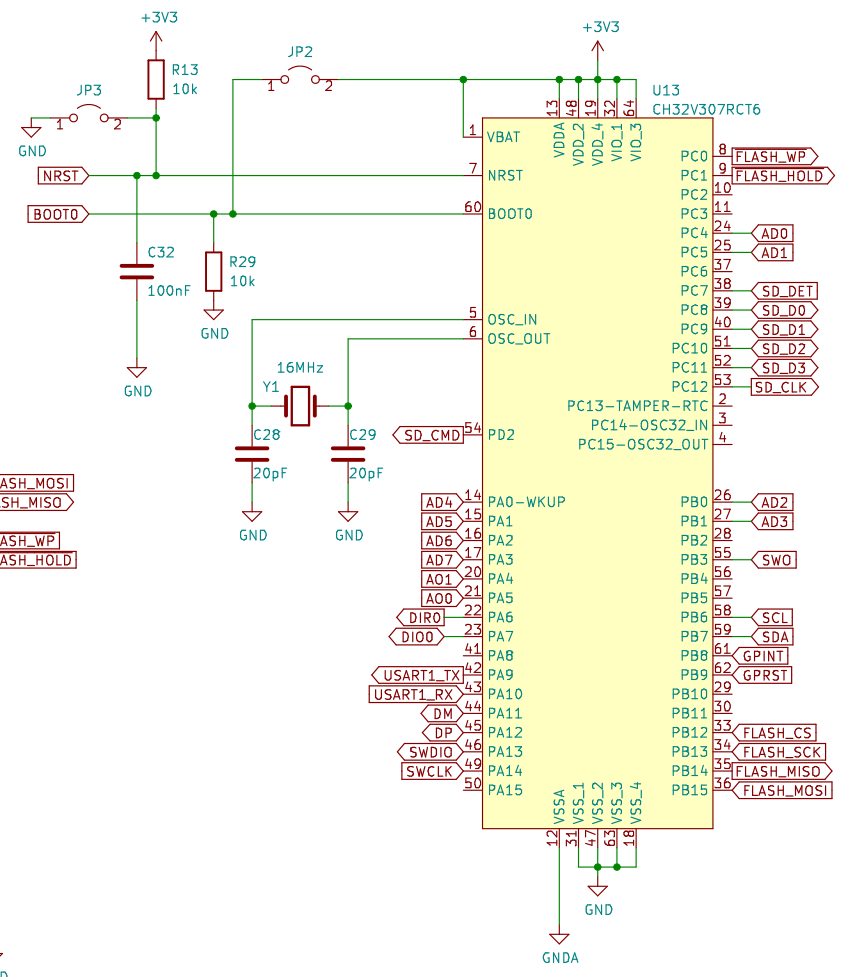 +3V3
R13
10k
JP3
1 2
GND
JP2
1 2
+3V3
U13
CH32V307RCT6
NRST
BOOT0
C32
100nF
GND
R29
10k
GND
16MHz
Y1
C28
20pF
GND
C29
20pF
GND
ASH_MOSI
SH_MISO
ASH_WP
ASH_HOLD
13 VDDA
48 VDD_2
19 VDD_4
32 VIO_1
64 VIO_3
1 VBAT
7 NRST
60 BOOT0
5 OSC_IN
6 OSC_OUT
SD_CMD 54 PD2
AD4 14 PA0-WKUP
AD5 15 PA1
AD6 16 PA2
AD7 17 PA3
AO1 20 PA4
AO0 21 PA5
DIR0 22 PA6
DIO0 23 PA7
41 PA8
USART1_TX 42 PA9
USART1_RX 43 PA10
DM 44 PA11
DP 45 PA12
SWDIO 46 PA13
SWCLK 49 PA14
50 PA15
PC0 8 FLASH_WP
PC1 9 FLASH_HOLD
PC2 10
PC3 11
PC4 24 AD0
PC5 25 AD1
PC6 37
PC7 38 SD_DET
PC8 39 SD_D0
PC9 40 SD_D1
PC10 51 SD_D2
PC11 52 SD_D3
PC12 53 SD_CLK
PC13-TAMPER-RTC 2
PC14-OSC32_IN 3
PC15-OSC32_OUT 4
PB0 26 AD2
PB1 27 AD3
PB2 28
PB3 55 SWO
PB4 56
PB5 57
PB6 58 SCL
PB7 59 SDA
PB8 61 GPINT
PB9 62 GPRST
PB10 29
PB11 30
PB12 33 FLASH_CS
PB13 34 FLASH_SCK
PB14 35 FLASH_MISO
PB15 36 FLASH_MOSI
12 VSSA
31 VSS_1
47 VSS_2
63 VSS_3
18 VSS_4
GND
GNDA